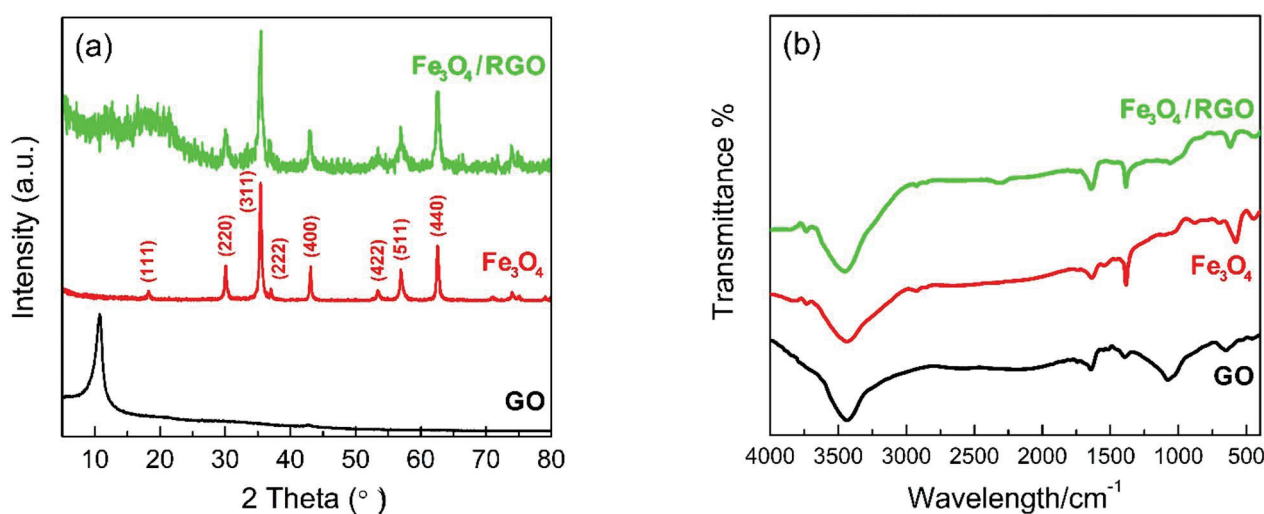 (a)
Fe₃O₄/RGO
(111)
(220)
(311)
(222)
(400)
(422)
(511)
(440)
Fe₃O₄
GO
Intensity (a.u.)
10 20 30 40 50 60 70 80
2 Theta (°)
(b)
Fe₃O₄/RGO
Fe₃O₄
GO
Transmittance %
4000 3500 3000 2500 2000 1500 1000 500
Wavelength/cm⁻¹